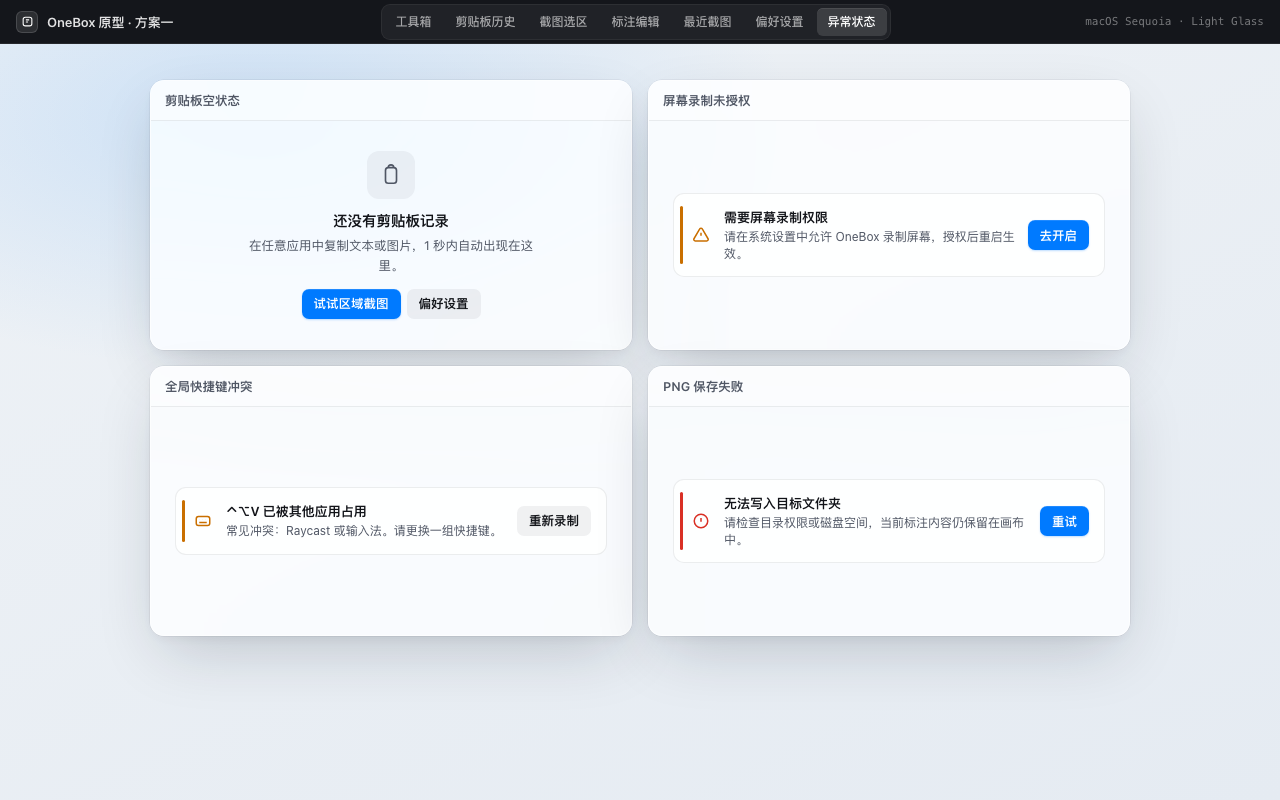 OneBox 原型 · 方案一
工具箱
剪贴板历史
截图选区
标注编辑
最近截图
偏好设置
异常状态
macOS Sequoia · Light Glass
剪贴板空状态
还没有剪贴板记录
在任意应用中复制文本或图片，1 秒内自动出现在这
里。
试试区域截图
偏好设置
屏幕录制未授权
需要屏幕录制权限
请在系统设置中允许 OneBox 录制屏幕，授权后重启生
效。
去开启
全局快捷键冲突
^⌥V 已被其他应用占用
常见冲突：Raycast 或输入法。请更换一组快捷键。
重新录制
PNG 保存失败
无法写入目标文件夹
请检查目录权限或磁盘空间，当前标注内容仍保留在画布
中。
重试